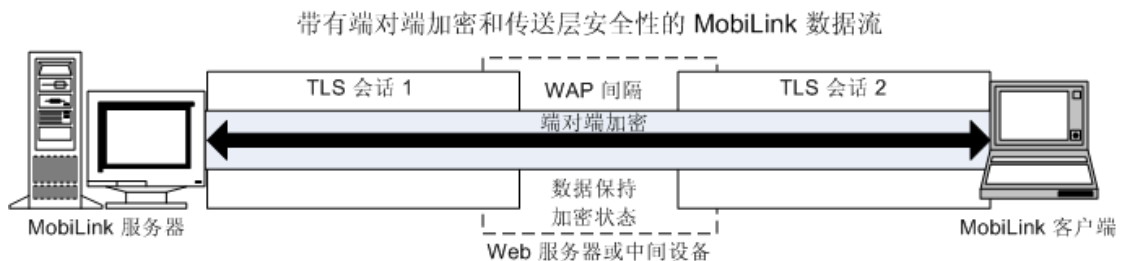 带有端对端加密和传送层安全性的 MobiLink 数据流
TLS 会话 1
WAP 间隔
TLS 会话 2
端对端加密
数据保持
加密状态
MobiLink 服务器
Web 服务器或中间设备
MobiLink 客户端